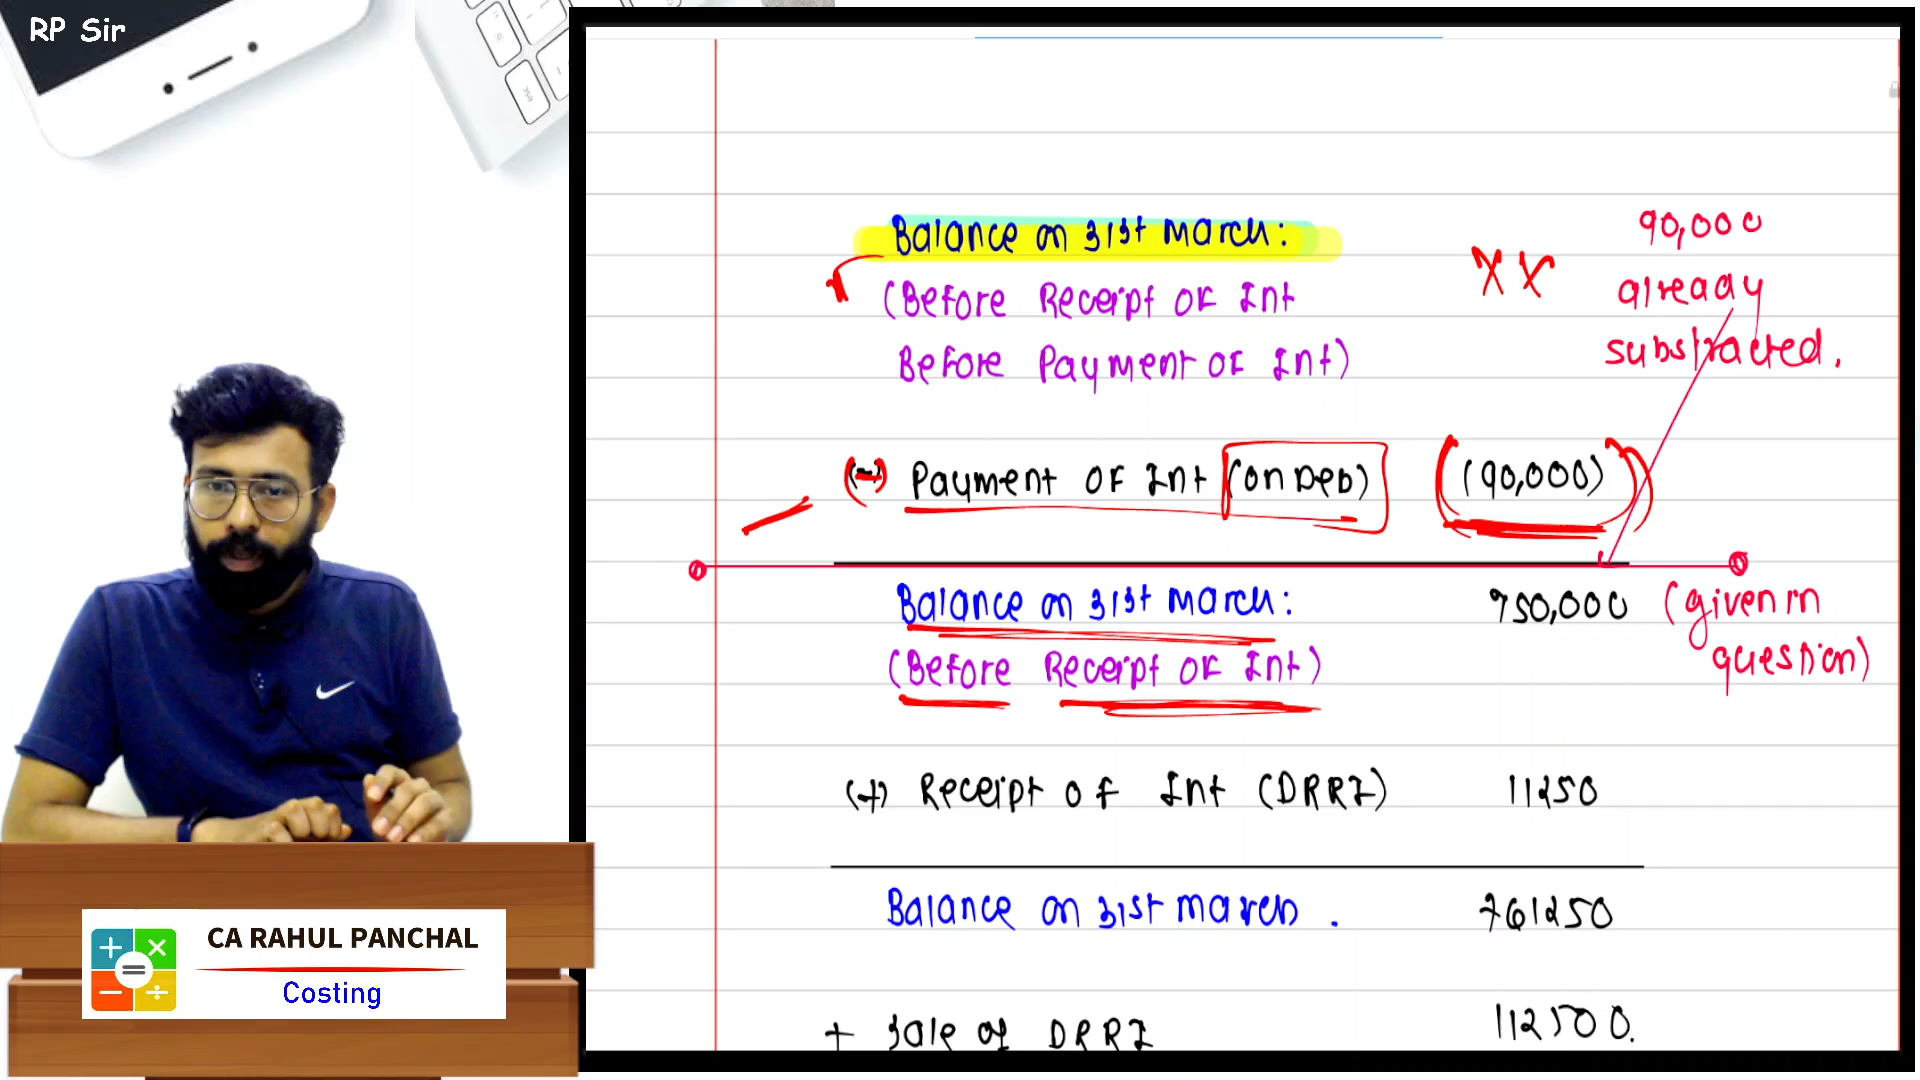 RP Sir
Balance on 31st March:
(Before Receipt of Int
Before Payment of Int)
XX
90,000
already
substracted.
(-) Payment of Int (on Deb) (90,000)
Balance on 31st March: 750,000 (given in
question)
(Before Receipt of Int)
(+) Receipt of Int (DRRI) 11250
Balance on 31st March. 761250
+ Sale of DRRI 112500.
CA RAHUL PANCHAL
Costing